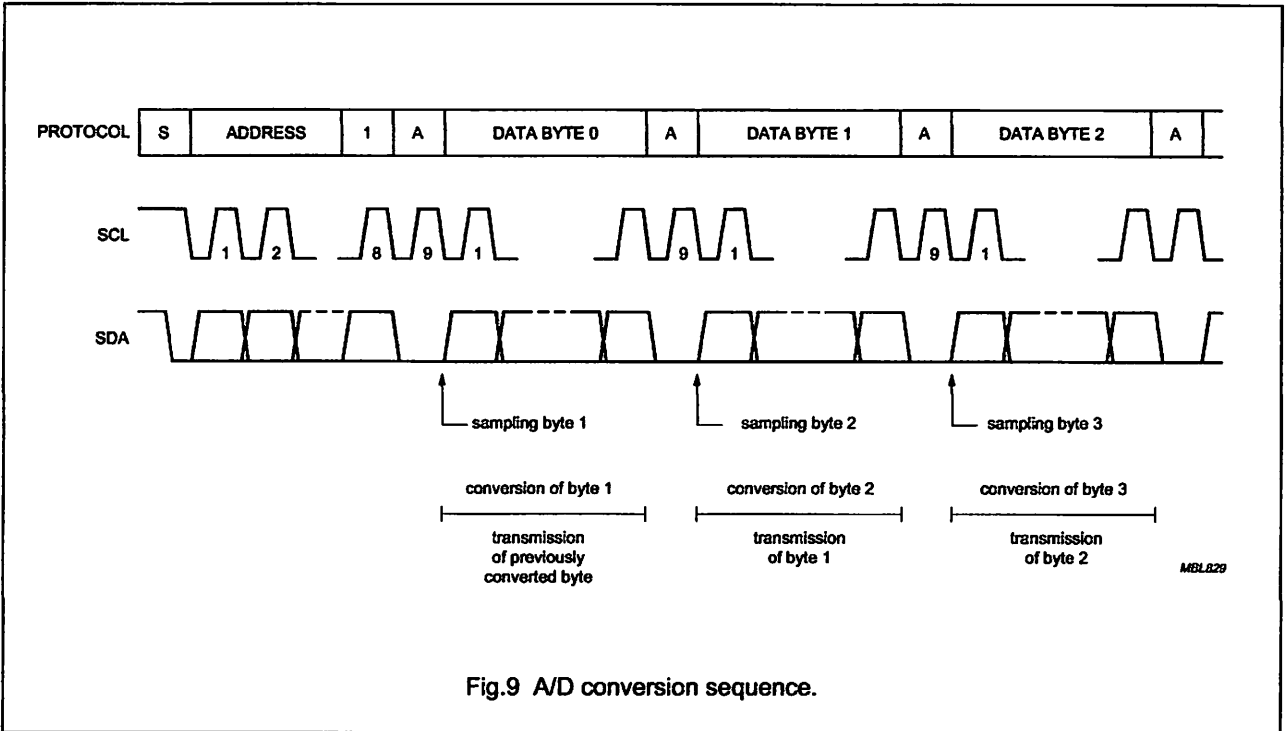 PROTOCOL S ADDRESS 1 A DATA BYTE 0 A DATA BYTE 1 A DATA BYTE 2 A
SCL 1 2 8 9 1 9 1 9 1
SDA
sampling byte 1 sampling byte 2 sampling byte 3
conversion of byte 1 conversion of byte 2 conversion of byte 3
transmission transmission transmission
of previously of byte 1 of byte 2
converted byte
MBL829
Fig.9 A/D conversion sequence.